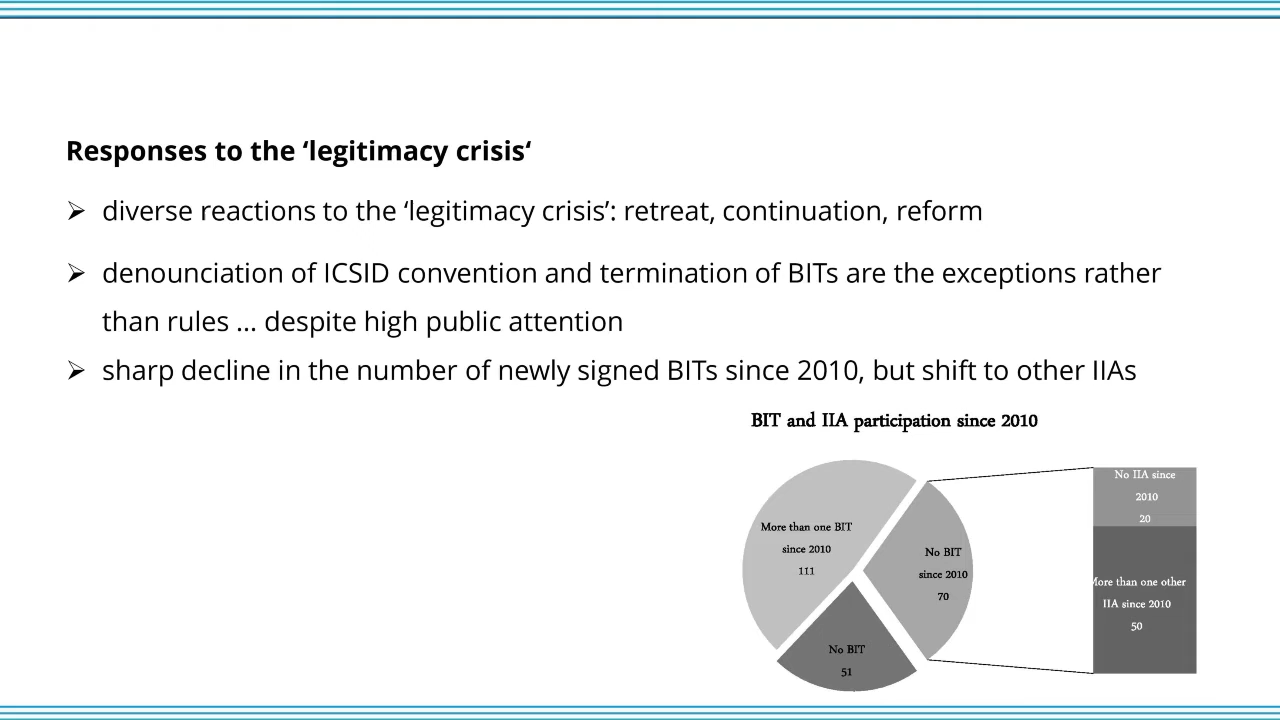 Responses to the ‘legitimacy crisis‘
diverse reactions to the ‘legitimacy crisis’: retreat, continuation, reform
denounciation of ICSID convention and termination of BITs are the exceptions rather
than rules ... despite high public attention
sharp decline in the number of newly signed BITs since 2010, but shift to other IIAs
BIT and IIA participation since 2010
More than one BIT
since 2010
111
No BIT
since 2010
70
No BIT
51
No IIA since
2010
20
More than one other
IIA since 2010
50